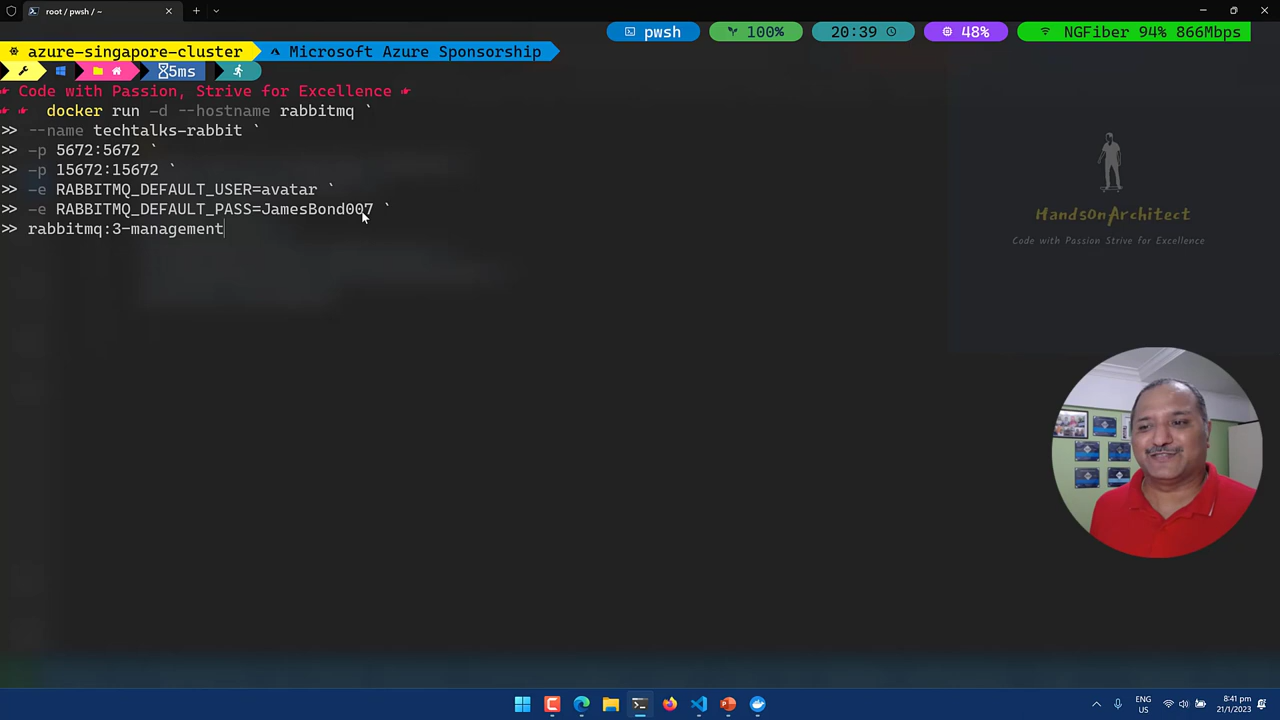 root / pwsh / ~
pwsh
100%
20:39
48%
NGFiber 94% 866Mbps
azure-singapore-cluster
Microsoft Azure Sponsorship
5ms
Code with Passion, Strive for Excellence
docker run -d --hostname rabbitmq `
>> --name techtalks-rabbit `
>> -p 5672:5672 `
>> -p 15672:15672 `
>> -e RABBITMQ_DEFAULT_USER=avatar `
>> -e RABBITMQ_DEFAULT_PASS=JamesBond007 `
>> rabbitmq:3-management
HandsOnArchitect
Code with Passion Strive for Excellence
ENG
US
8:41 pm
21/1/2023